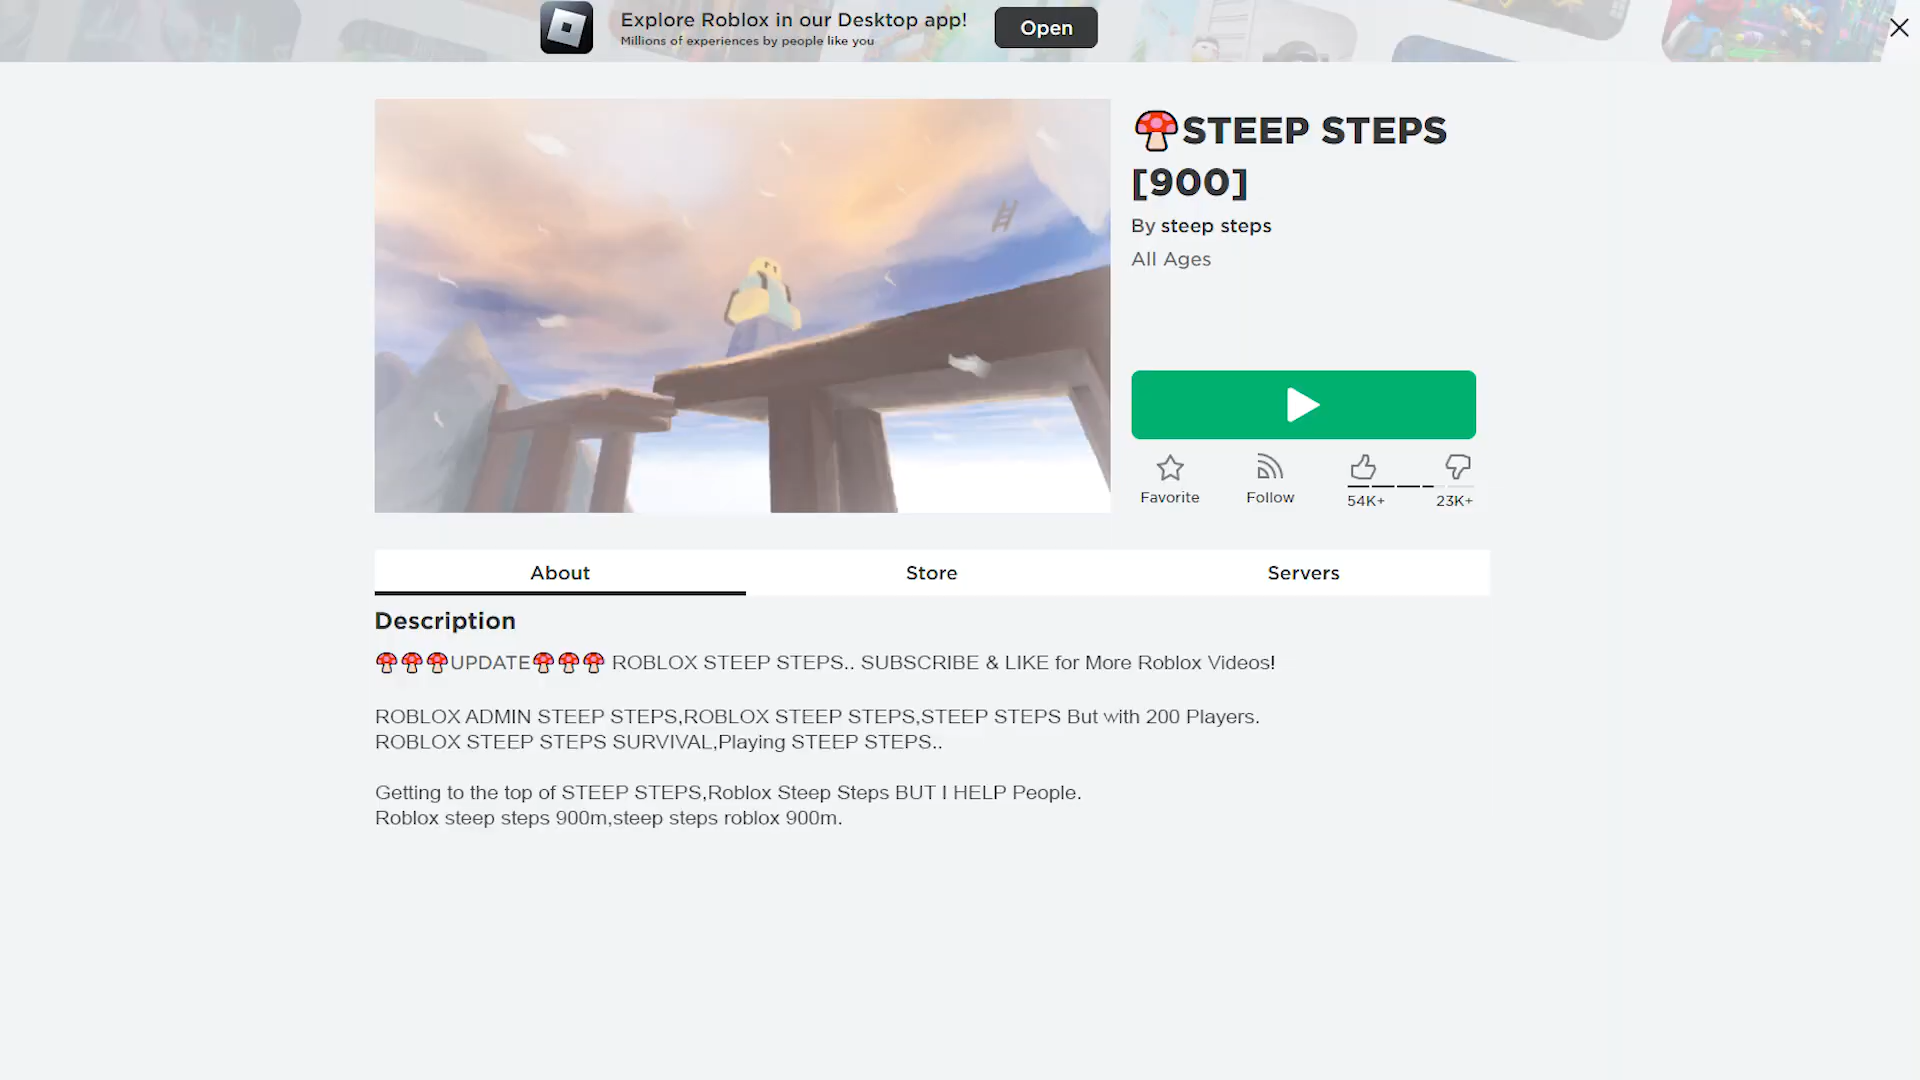 Explore Roblox in our Desktop app!
Millions of experiences by people like you
Open
🍄STEEP STEPS
[900]
By steep steps
All Ages
Favorite
Follow
54K+
23K+
About
Store
Servers
Description
🍄🍄🍄UPDATE🍄🍄🍄 ROBLOX STEEP STEPS.. SUBSCRIBE & LIKE for More Roblox Videos!
ROBLOX ADMIN STEEP STEPS,ROBLOX STEEP STEPS,STEEP STEPS But with 200 Players.
ROBLOX STEEP STEPS SURVIVAL,Playing STEEP STEPS..
Getting to the top of STEEP STEPS,Roblox Steep Steps BUT I HELP People.
Roblox steep steps 900m,steep steps roblox 900m.